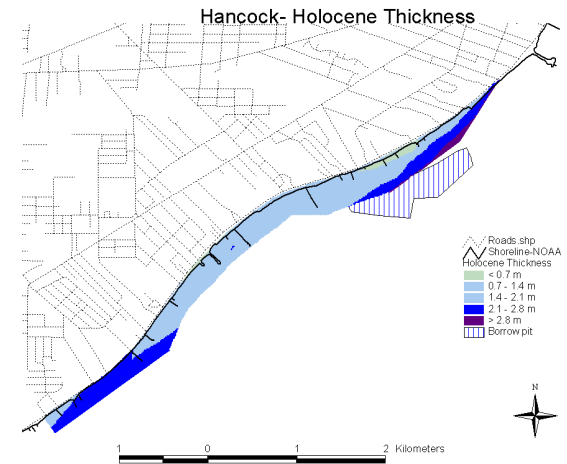 Hancock- Holocene Thickness
Roads.shp
Shoreline-NOAA
Holocene Thickness
< 0.7 m
0.7 - 1.4 m
1.4 - 2.1 m
2.1 - 2.8 m
> 2.8 m
Borrow pit
N
1 0 1 2 Kilometers